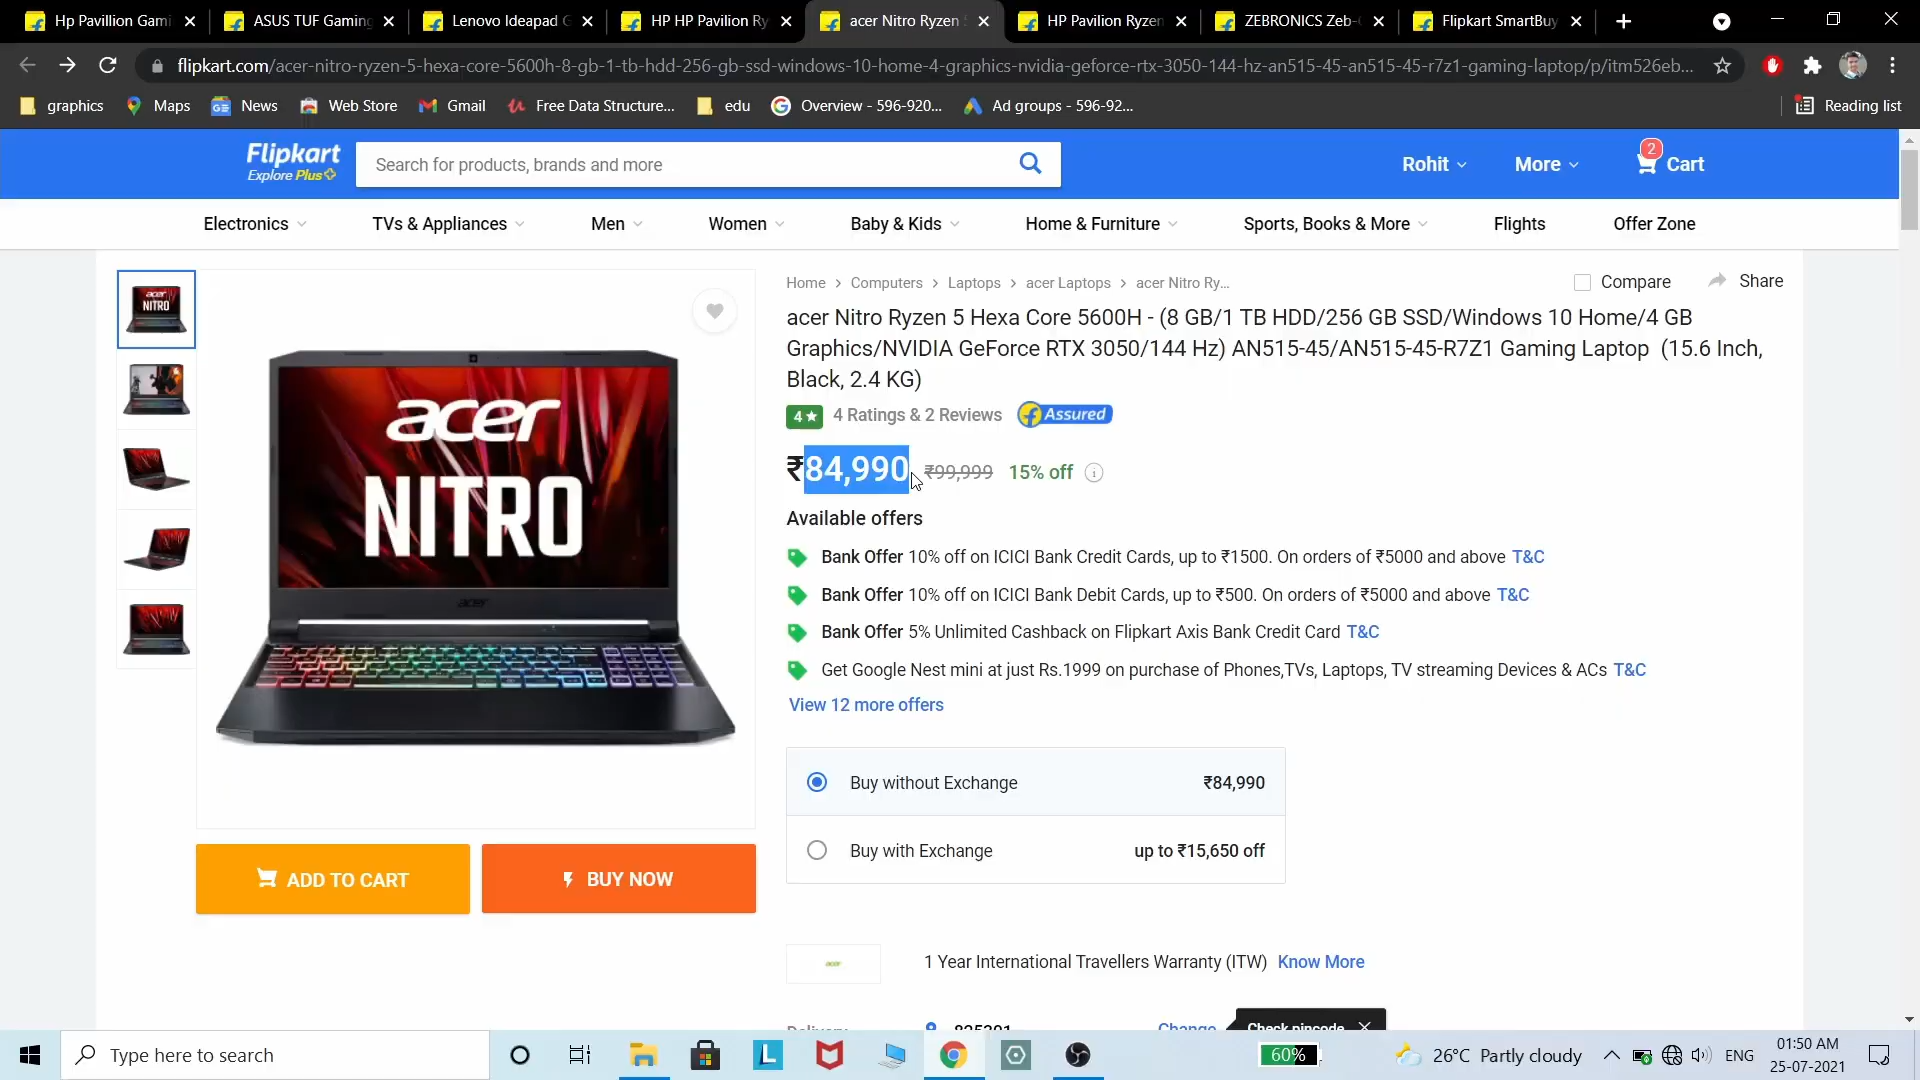 Hp Pavillion Gami
ASUS TUF Gaming
Lenovo Ideapad G
HP HP Pavilion Ry
acer Nitro Ryzen 5
HP Pavilion Ryzen
ZEBRONICS Zeb-
Flipkart SmartBuy
flipkart.com/acer-nitro-ryzen-5-hexa-core-5600h-8-gb-1-tb-hdd-256-gb-ssd-windows-10-home-4-graphics-nvidia-geforce-rtx-3050-144-hz-an515-45-an515-45-r7z1-gaming-laptop/p/itm526eb...
graphics Maps News Web Store Gmail Free Data Structure... edu Overview - 596-920... Ad groups - 596-92... Reading list
Flipkart
Explore Plus
Search for products, brands and more
Rohit
More
2
Cart
Electronics TVs & Appliances Men Women Baby & Kids Home & Furniture Sports, Books & More Flights Offer Zone
Home > Computers > Laptops > acer Laptops > acer Nitro Ry...
Compare
Share
acer Nitro Ryzen 5 Hexa Core 5600H - (8 GB/1 TB HDD/256 GB SSD/Windows 10 Home/4 GB
Graphics/NVIDIA GeForce RTX 3050/144 Hz) AN515-45/AN515-45-R7Z1 Gaming Laptop (15.6 Inch,
Black, 2.4 KG)
4★ 4 Ratings & 2 Reviews Assured
₹84,990 ₹99,999 15% off
Available offers
Bank Offer 10% off on ICICI Bank Credit Cards, up to ₹1500. On orders of ₹5000 and above T&C
Bank Offer 10% off on ICICI Bank Debit Cards, up to ₹500. On orders of ₹5000 and above T&C
Bank Offer 5% Unlimited Cashback on Flipkart Axis Bank Credit Card T&C
Get Google Nest mini at just Rs.1999 on purchase of Phones,TVs, Laptops, TV streaming Devices & ACs T&C
View 12 more offers
Buy without Exchange ₹84,990
Buy with Exchange up to ₹15,650 off
acer
NITRO
acer
acer
NITRO
ADD TO CART
BUY NOW
acer
1 Year International Travellers Warranty (ITW) Know More
Delivery
825301
Change
Check pincode
Type here to search
60%
26°C Partly cloudy
ENG
01:50 AM
25-07-2021